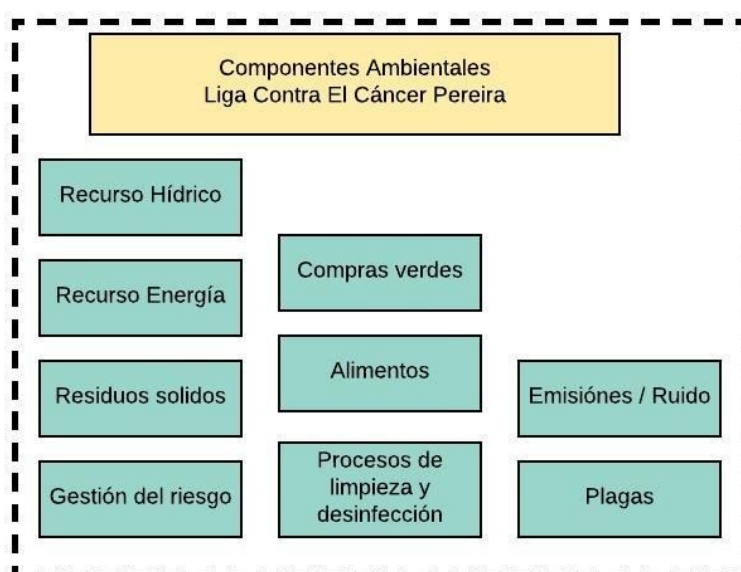 Componentes Ambientales
Liga Contra El Cáncer Pereira
Recurso Hídrico
Recurso Energía
Residuos solidos
Gestión del riesgo
Compras verdes
Alimentos
Procesos de
limpieza y
desinfección
Emisiónes / Ruido
Plagas